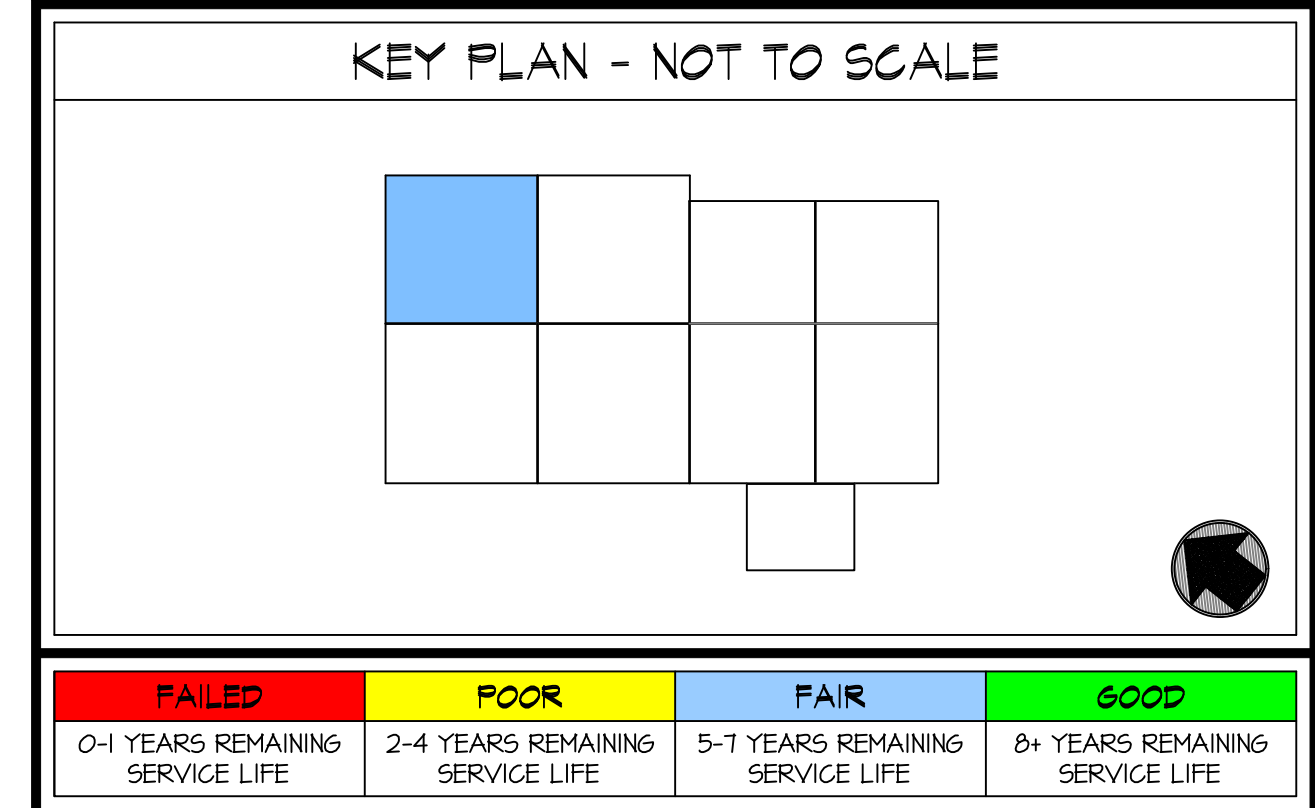 KEY PLAN - NOT TO SCALE
FAILED
POOR
FAIR
GOOD
0-1 YEARS REMAINING
SERVICE LIFE
2-4 YEARS REMAINING
SERVICE LIFE
5-7 YEARS REMAINING
SERVICE LIFE
8+ YEARS REMAINING
SERVICE LIFE